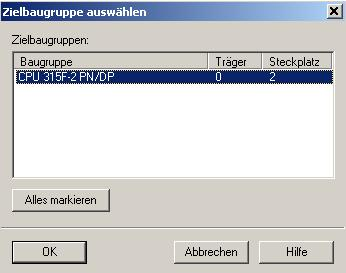 Zielbaugruppe auswählen
Zielbaugruppen:
Baugruppe Träger Steckplatz
CPU 315F-2 PN/DP 0 2
Alles markieren
OK Abbrechen Hilfe